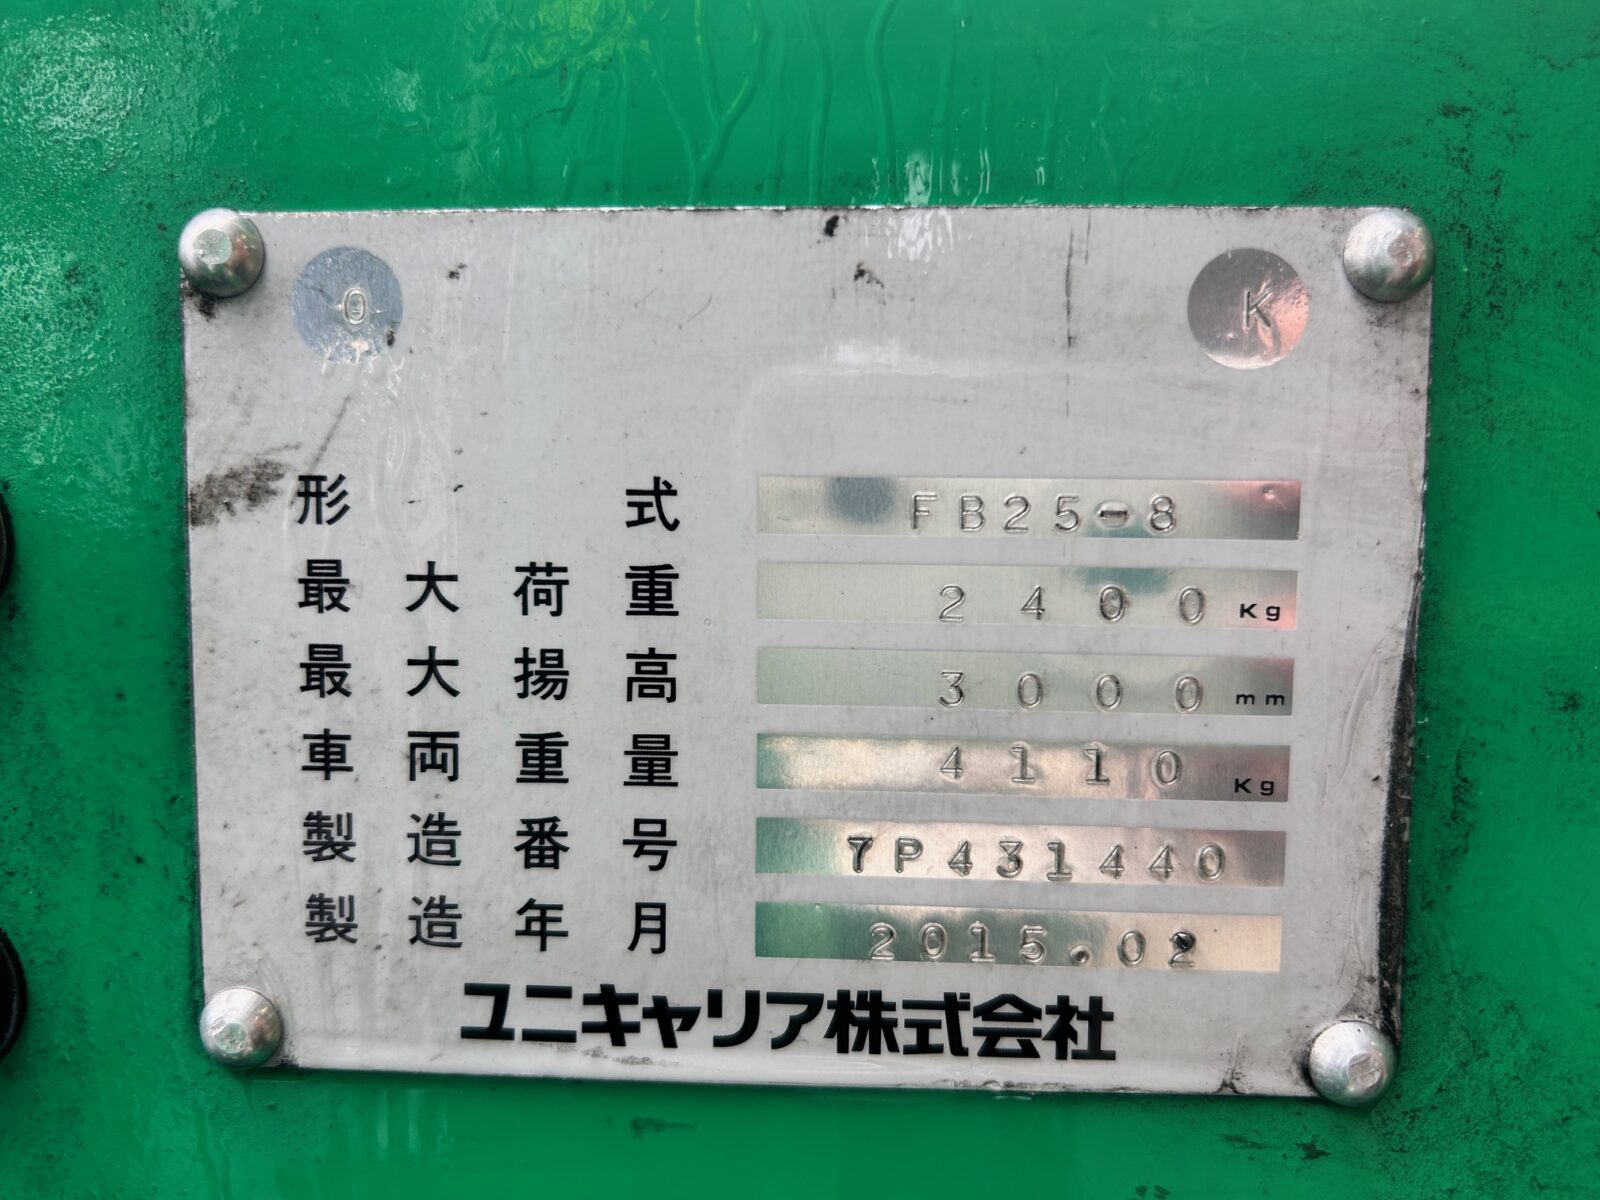 O K
形式 FB25-8
最大荷重 2400 Kg
最大揚高 3000 mm
車両重量 4110 Kg
製造番号 7P431440
製造年月 2015.02
ユニキャリア株式会社